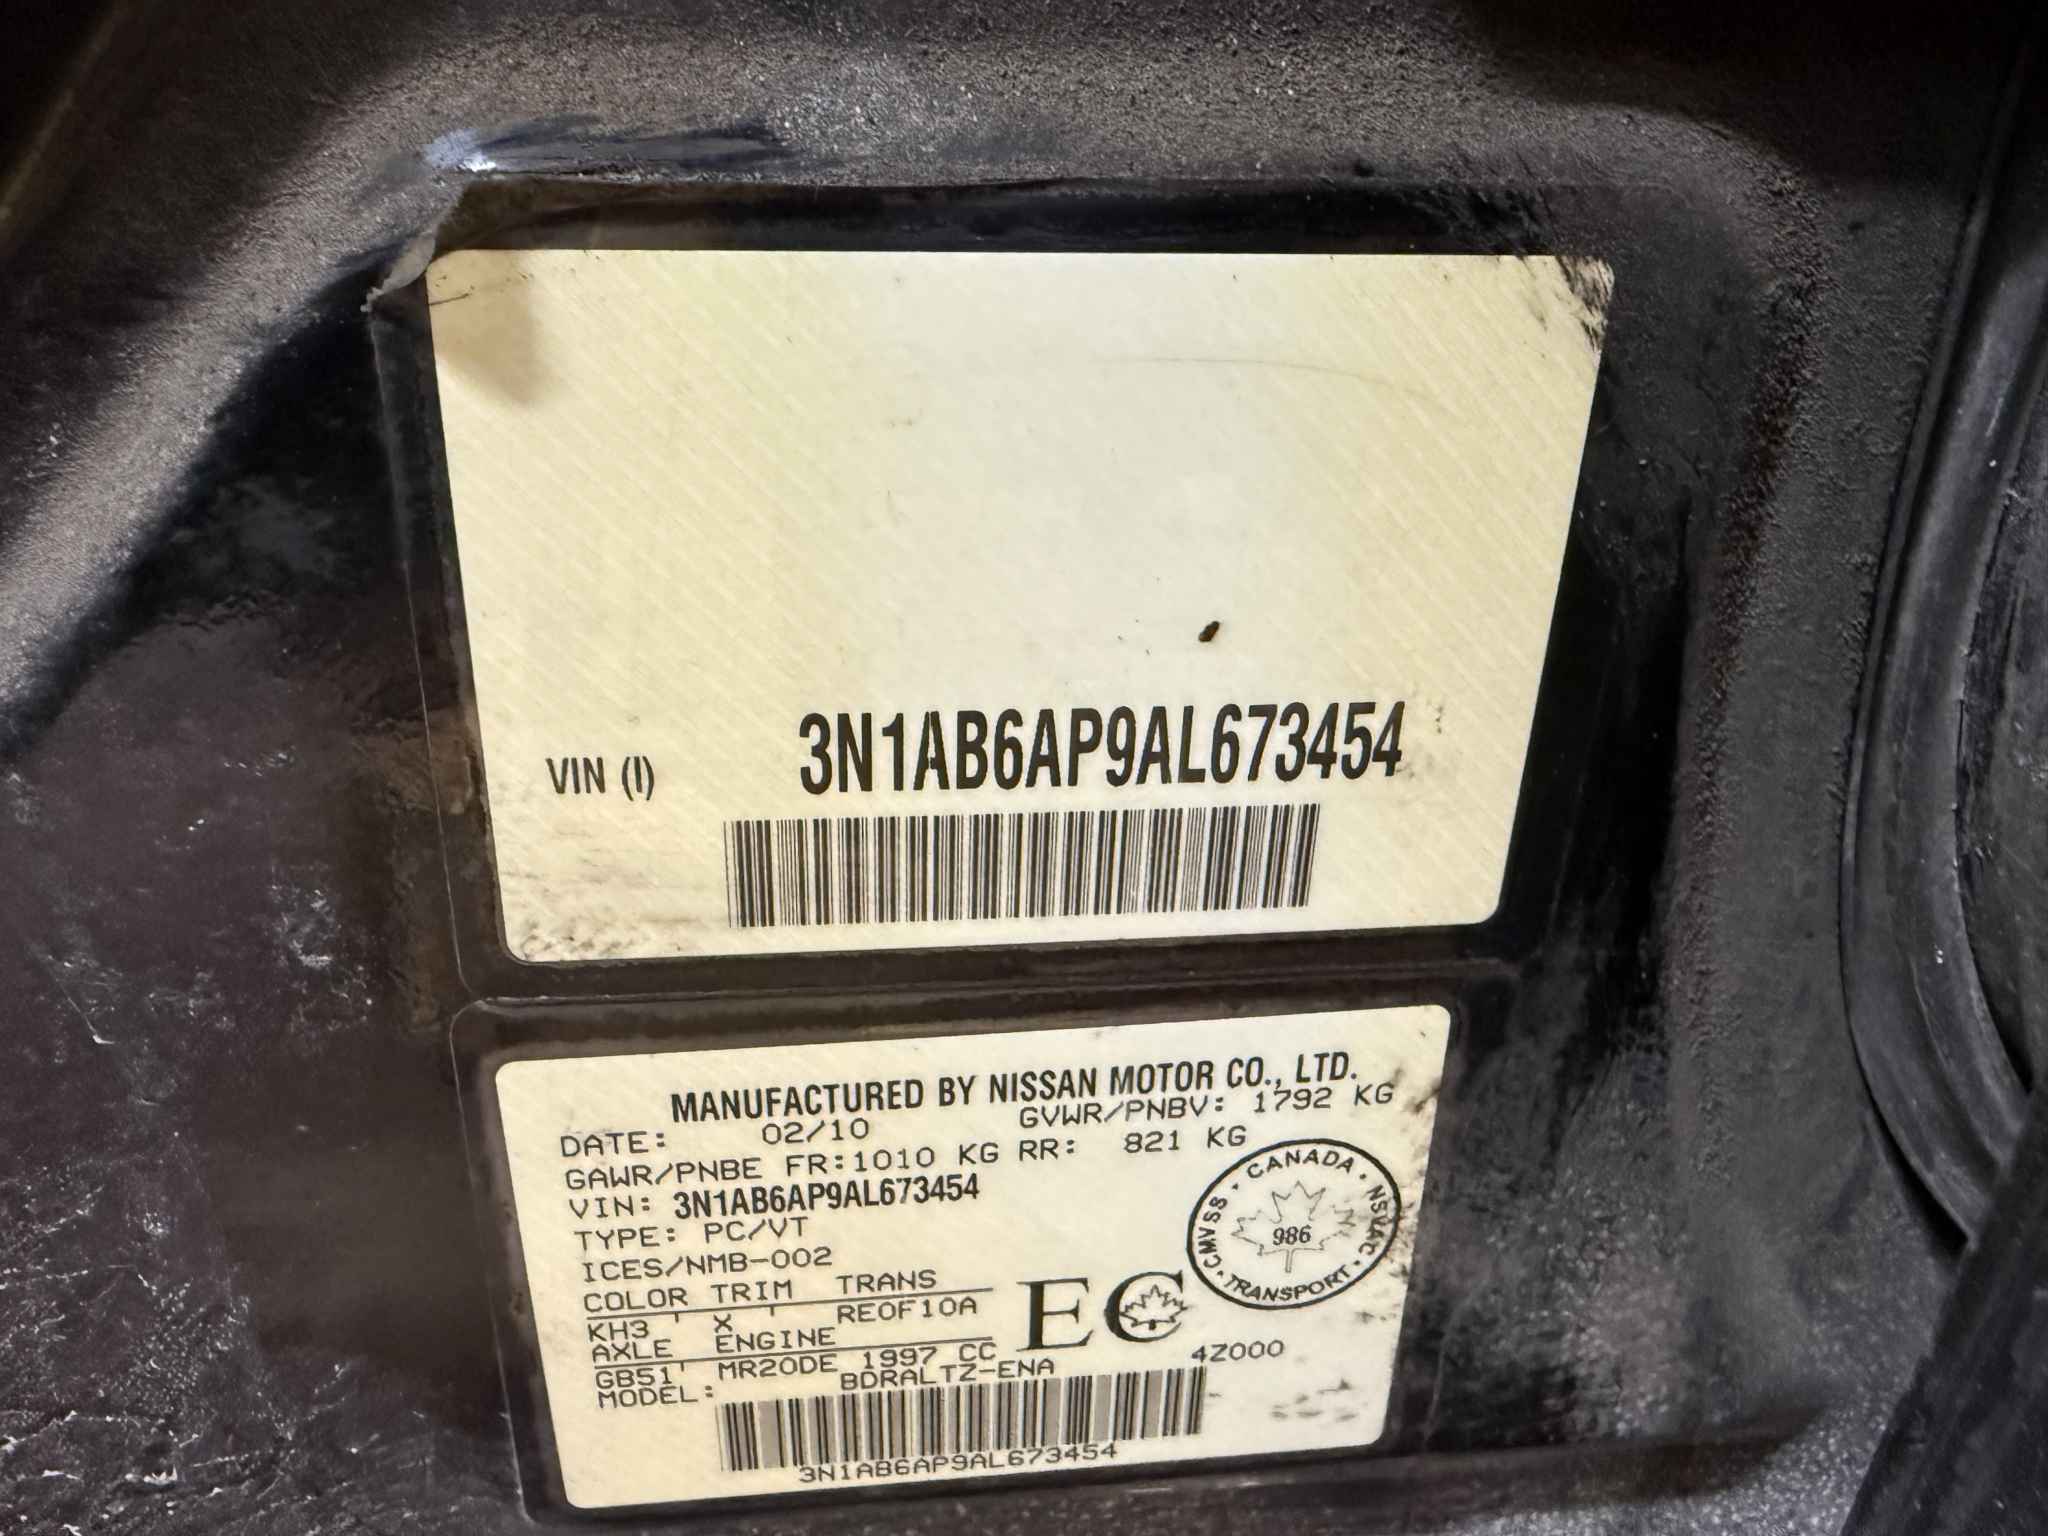 VIN (I) 3N1AB6AP9AL673454
MANUFACTURED BY NISSAN MOTOR CO., LTD.
DATE: 02/10 GVWR/PNBV: 1792 KG
GAWR/PNBE FR:1010 KG RR: 821 KG
VIN: 3N1AB6AP9AL673454
TYPE: PC/VT
ICES/NMB-002
CANADA · NSVAC · TRANSPORT · CMVSS ·
986
COLOR TRIM TRANS
KH3 ' X ' RE0F10A
AXLE ENGINE
GB51' MR20DE 1997 CC
MODEL: BDRALTZ-ENA
EC
4Z000
3N1AB6AP9AL673454